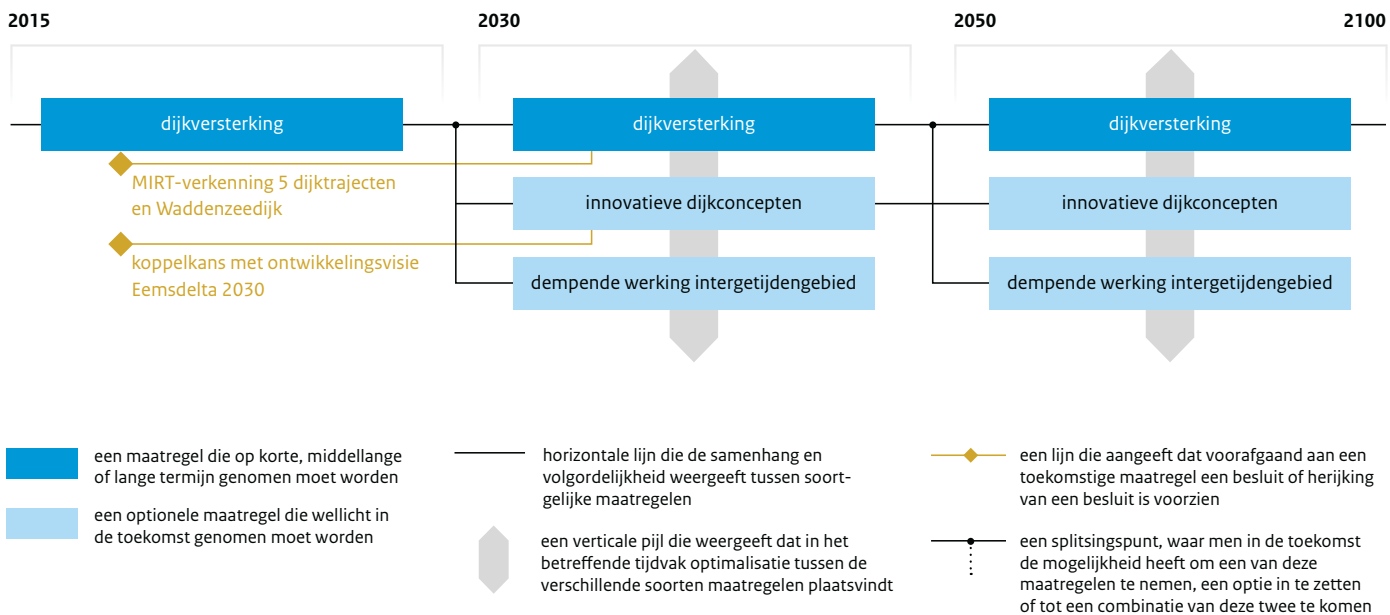 2015
2030
2050
2100
dijkversterking
dijkversterking
dijkversterking
MIRT-verkenning 5 dijktrajecten
en Waddenzeedijk
innovatieve dijkconcepten
innovatieve dijkconcepten
koppelkans met ontwikkelingsvisie
Eemsdelta 2030
dempende werking intergetijdengebied
dempende werking intergetijdengebied
een maatregel die op korte, middellange
of lange termijn genomen moet worden
een optionele maatregel die wellicht in
de toekomst genomen moet worden
horizontale lijn die de samenhang en
volgordelijkheid weergeeft tussen soort-
gelijke maatregelen
een verticale pijl die weergeeft dat in het
betreffende tijdvak optimalisatie tussen de
verschillende soorten maatregelen plaatsvindt
een lijn die aangeeft dat voorafgaand aan een
toekomstige maatregel een besluit of herijking
van een besluit is voorzien
een splitsingspunt, waar men in de toekomst
de mogelijkheid heeft om een van deze
maatregelen te nemen, een optie in te zetten
of tot een combinatie van deze twee te komen